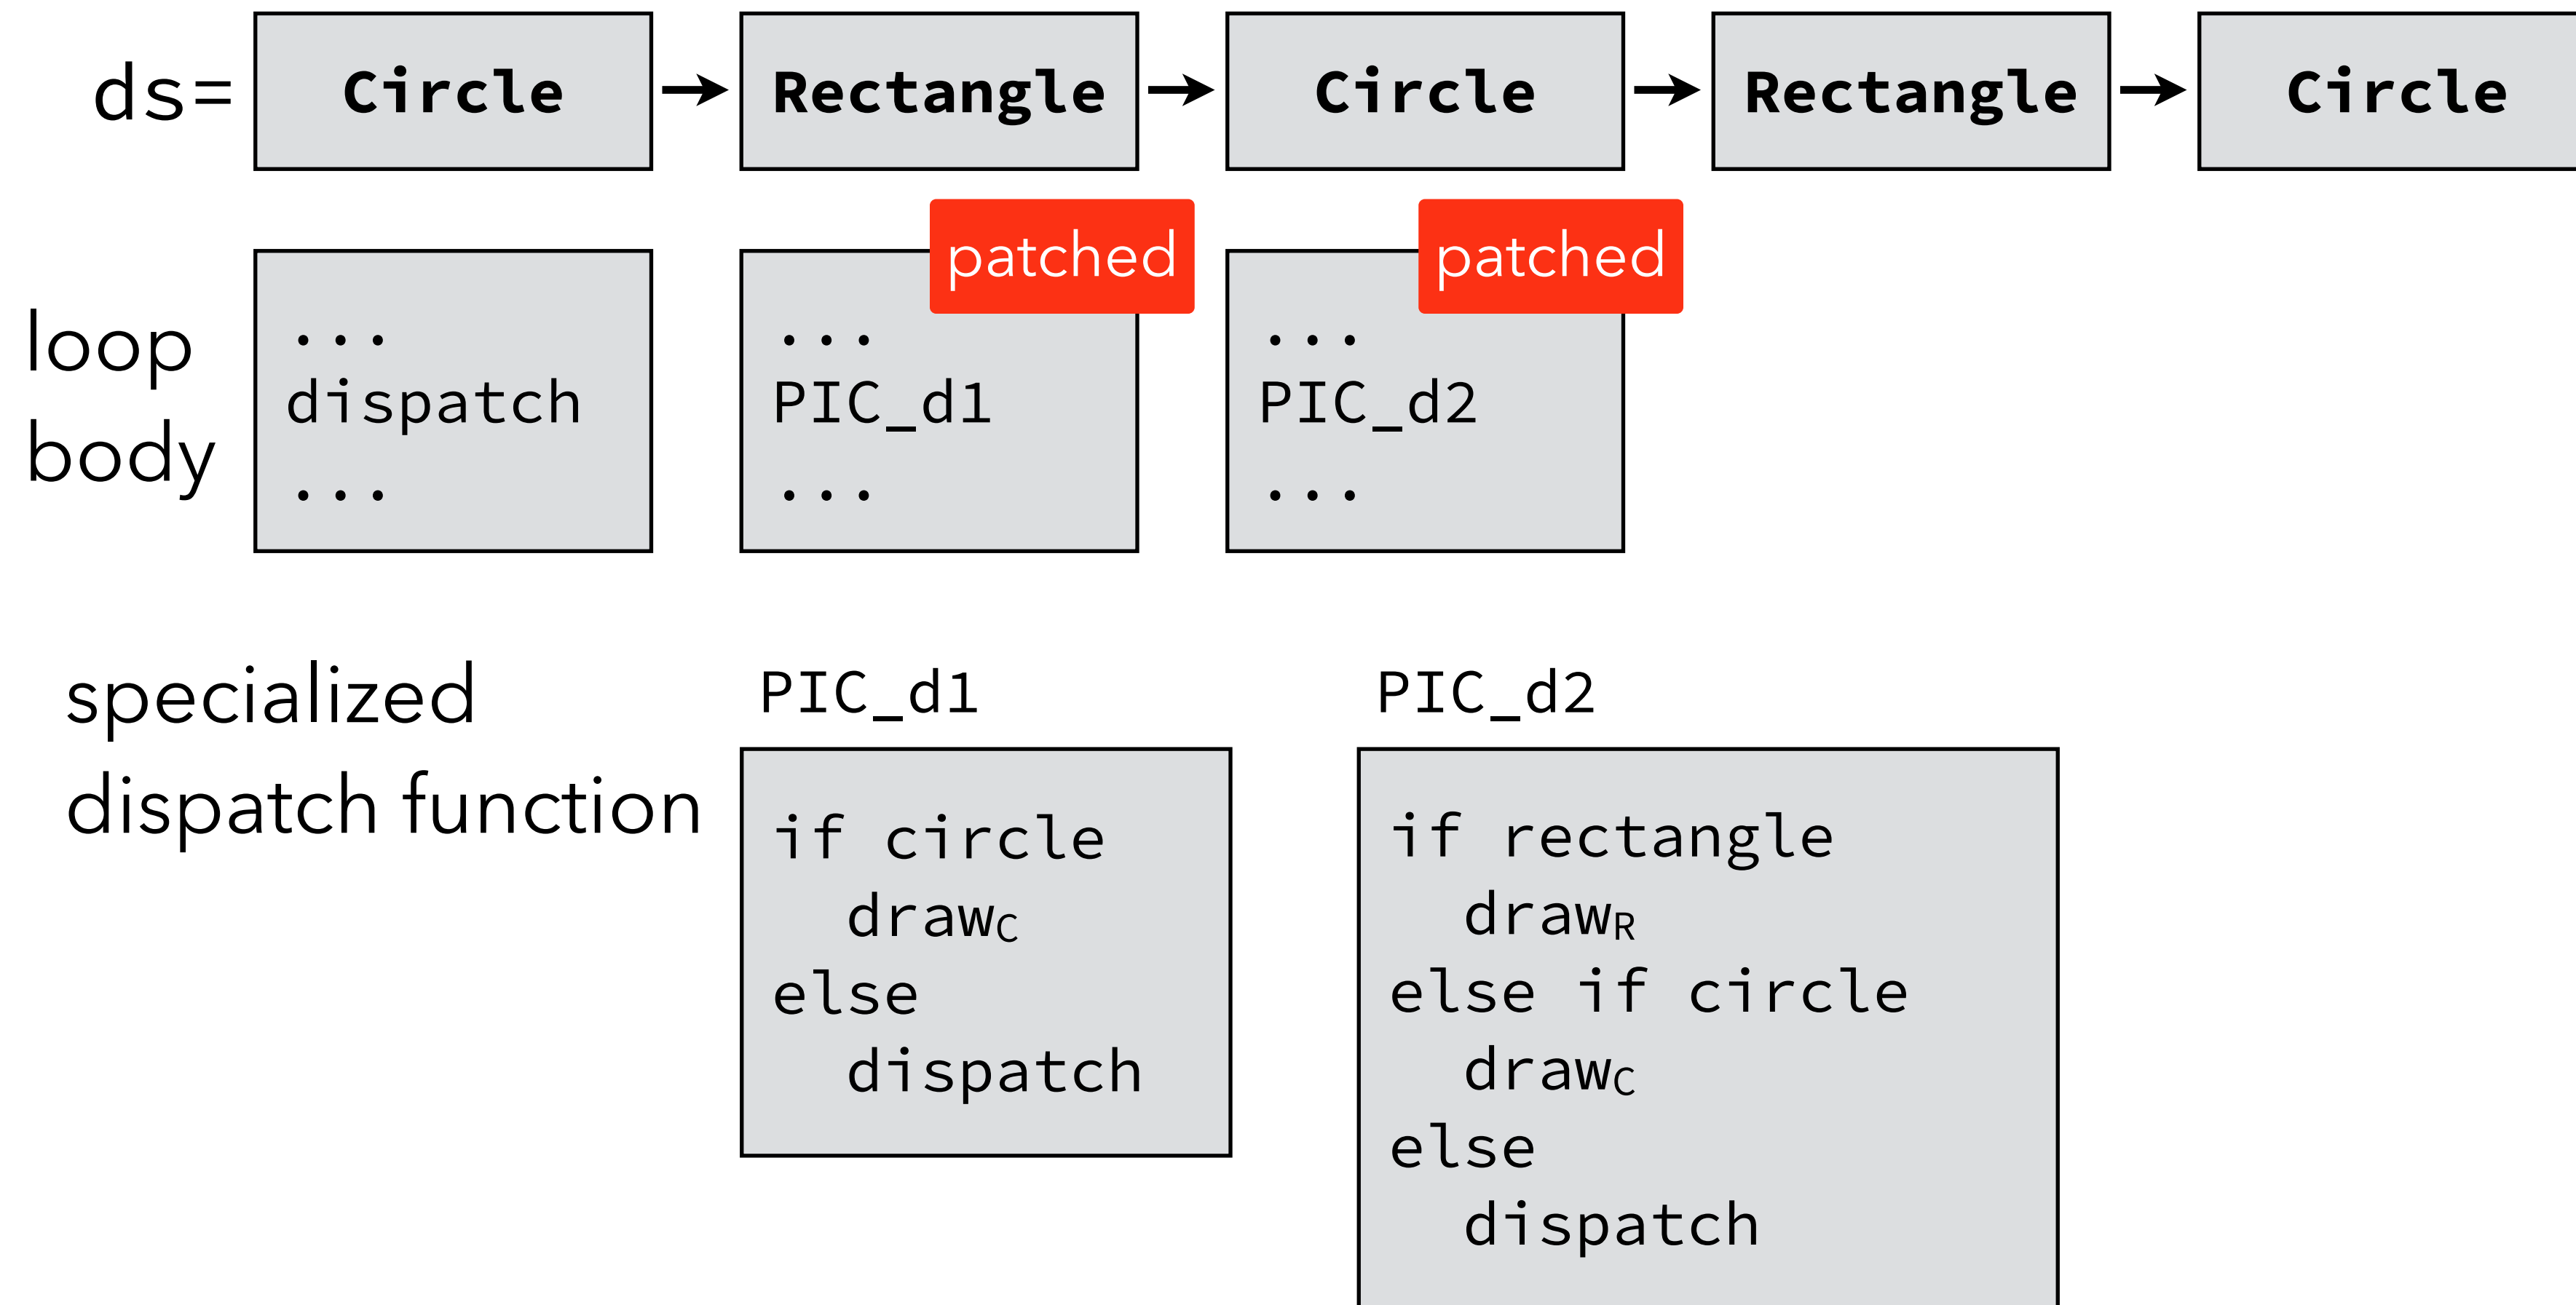 ds= Circle Rectangle Circle Rectangle Circle
patched patched
loop
body
...
dispatch
...
...
PIC_d1
...
...
PIC_d2
...
specialized
dispatch function
PIC_d1
if circle
drawC
else
dispatch
PIC_d2
if rectangle
drawR
else if circle
drawC
else
dispatch